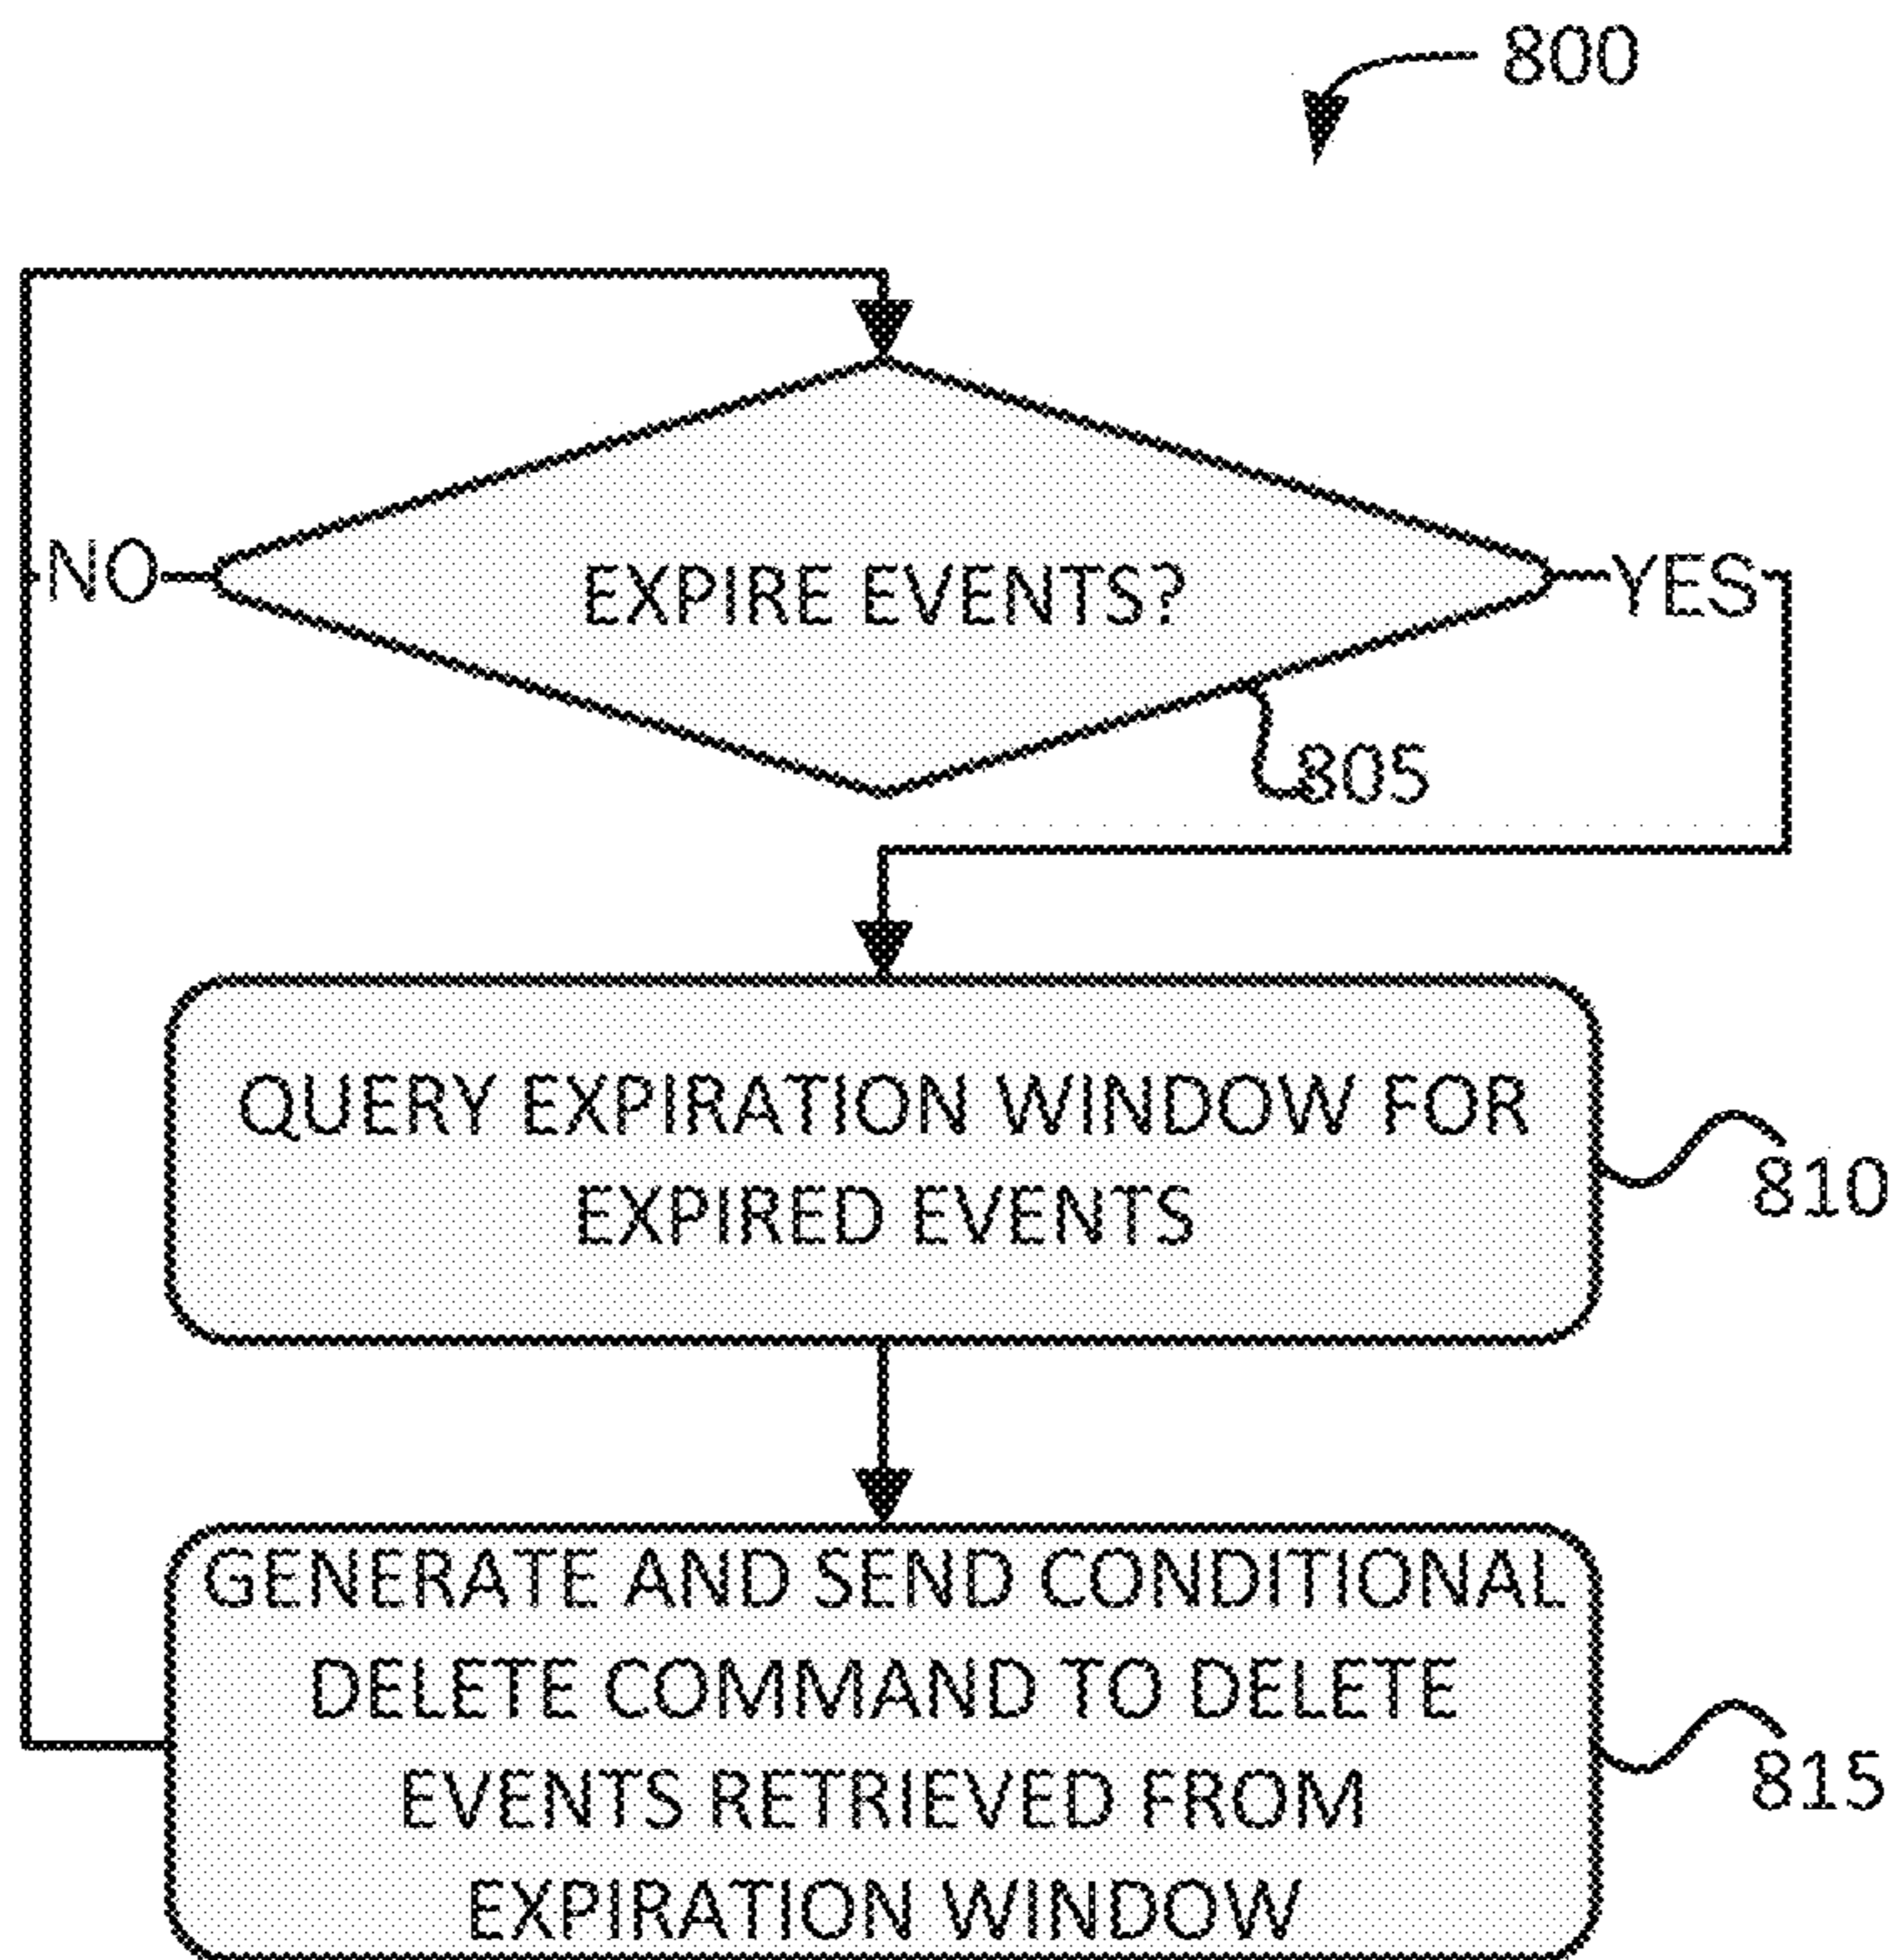 800
EXPIRE EVENTS?
NO
YES
805
QUERY EXPIRATION WINDOW FOR
EXPIRED EVENTS
810
GENERATE AND SEND CONDITIONAL
DELETE COMMAND TO DELETE
EVENTS RETRIEVED FROM
EXPIRATION WINDOW
815